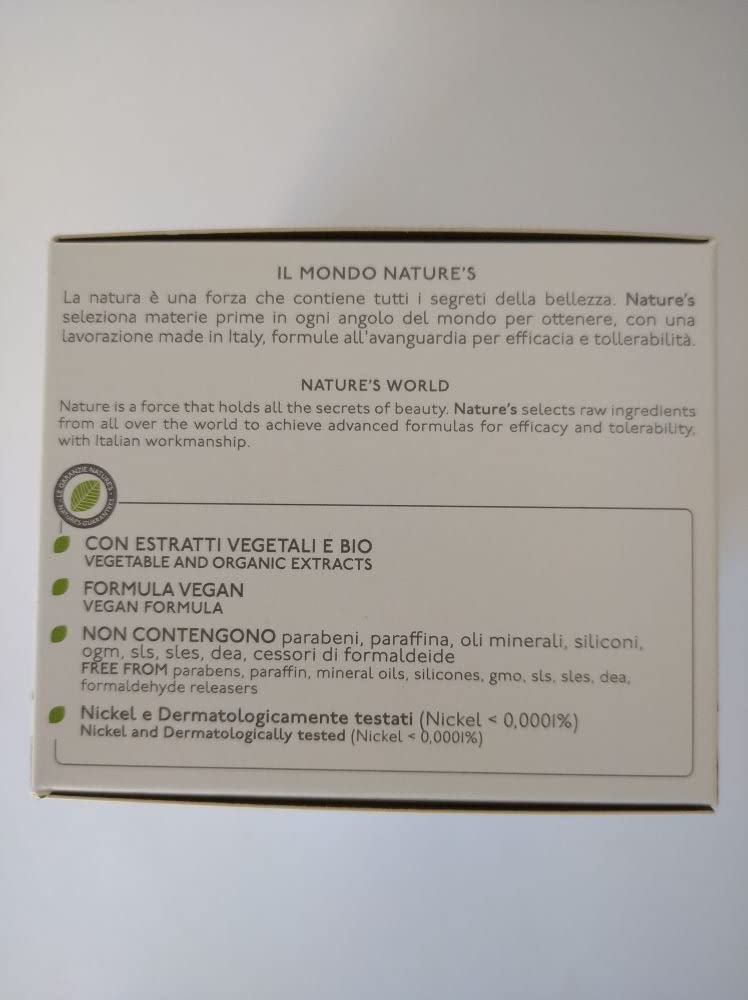 IL MONDO NATURE'S
La natura è una forza che contiene tutti i segreti della bellezza. Nature's
seleziona materie prime in ogni angolo del mondo per ottenere, con una
lavorazione made in Italy, formule all'avanguardia per efficacia e tollerabilità.
NATURE'S WORLD
Nature is a force that holds all the secrets of beauty. Nature's selects raw ingredients
from all over the world to achieve advanced formulas for efficacy and tolerability,
with Italian workmanship.
LE GARANZIE NATURE'S
NATURE'S GUARANTEES
CON ESTRATTI VEGETALI E BIO
VEGETABLE AND ORGANIC EXTRACTS
FORMULA VEGAN
VEGAN FORMULA
NON CONTENGONO parabeni, paraffina, oli minerali, siliconi,
ogm, sls, sles, dea, cessori di formaldeide
FREE FROM parabens, paraffin, mineral oils, silicones, gmo, sls, sles, dea,
formaldehyde releasers
Nickel e Dermatologicamente testati (Nickel < 0,0001%)
Nickel and Dermatologically tested (Nickel < 0,0001%)